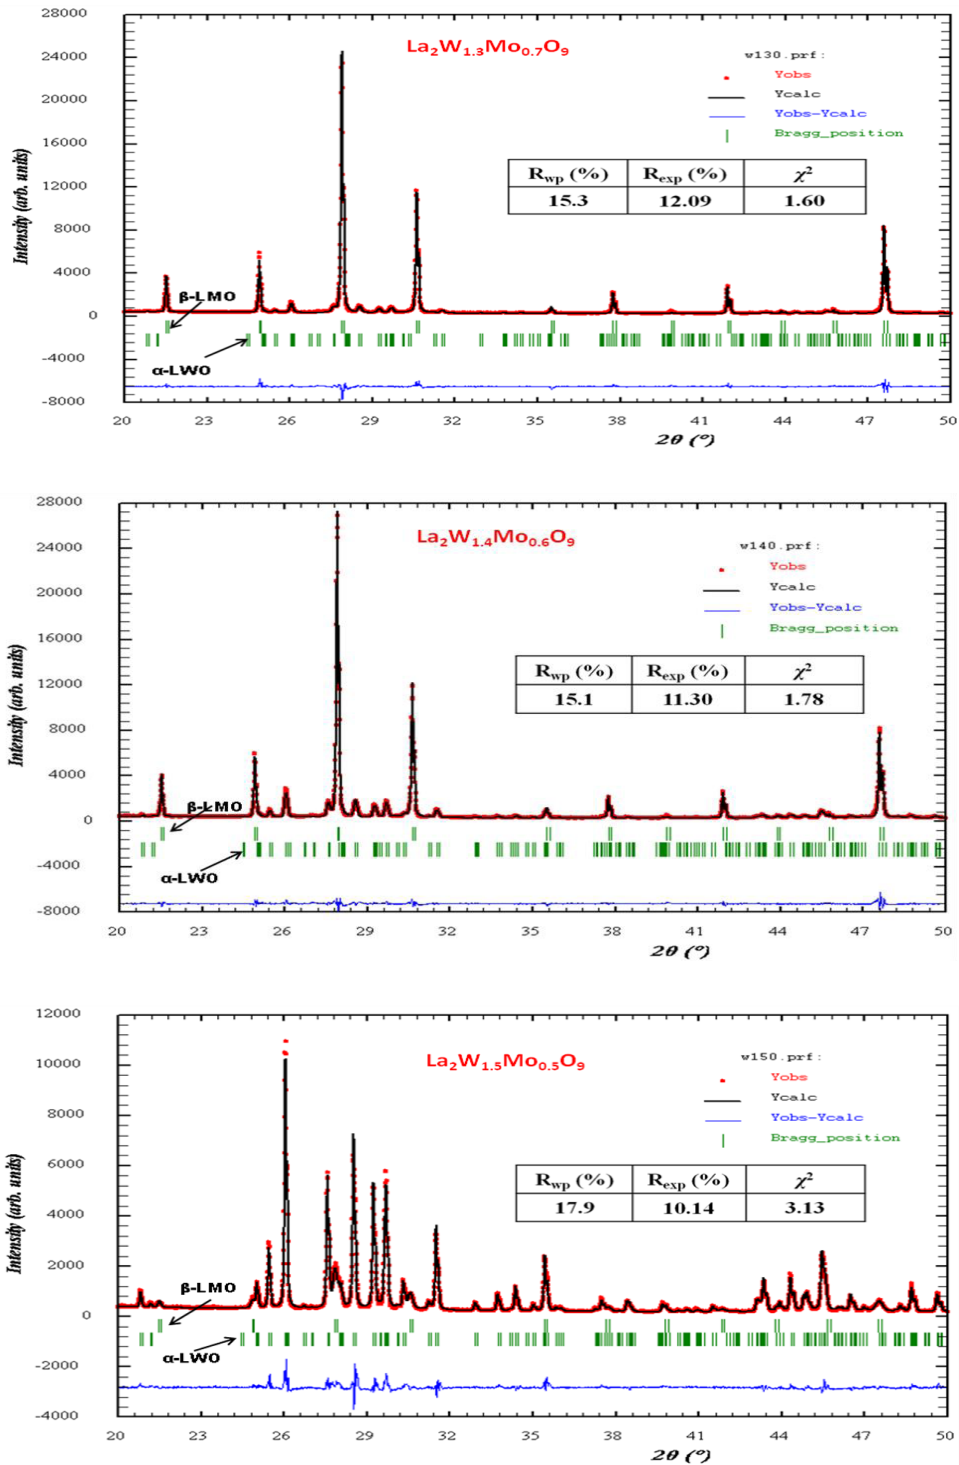 28000
La₂W₁.₃Mo₀.₇O₉
w130.prf:
24000
Yobs
Ycalc
20000
Yobs-Ycalc
Bragg_position
16000
Rwp (%) Rexp (%) χ²
12000
15.3 12.09 1.60
8000
4000
β-LMO
0
α-LWO
-4000
-8000
20 23 26 29 32 35 38 41 44 47 50
2θ (°)
Intensity (arb. units)
28000
La₂W₁.₄Mo₀.₆O₉
w140.prf:
24000
Yobs
Ycalc
20000
Yobs-Ycalc
Bragg_position
16000
Rwp (%) Rexp (%) χ²
12000
15.1 11.30 1.78
8000
4000
β-LMO
0
α-LWO
-4000
-8000
20 23 26 29 32 35 38 41 44 47 50
2θ (°)
Intensity (arb. units)
12000
La₂W₁.₅Mo₀.₅O₉
w150.prf:
10000
Yobs
Ycalc
Yobs-Ycalc
8000
Bragg_position
6000
Rwp (%) Rexp (%) χ²
17.9 10.14 3.13
4000
2000
β-LMO
0
α-LWO
-2000
-4000
20 23 26 29 32 35 38 41 44 47 50
2θ (°)
Intensity (arb. units)